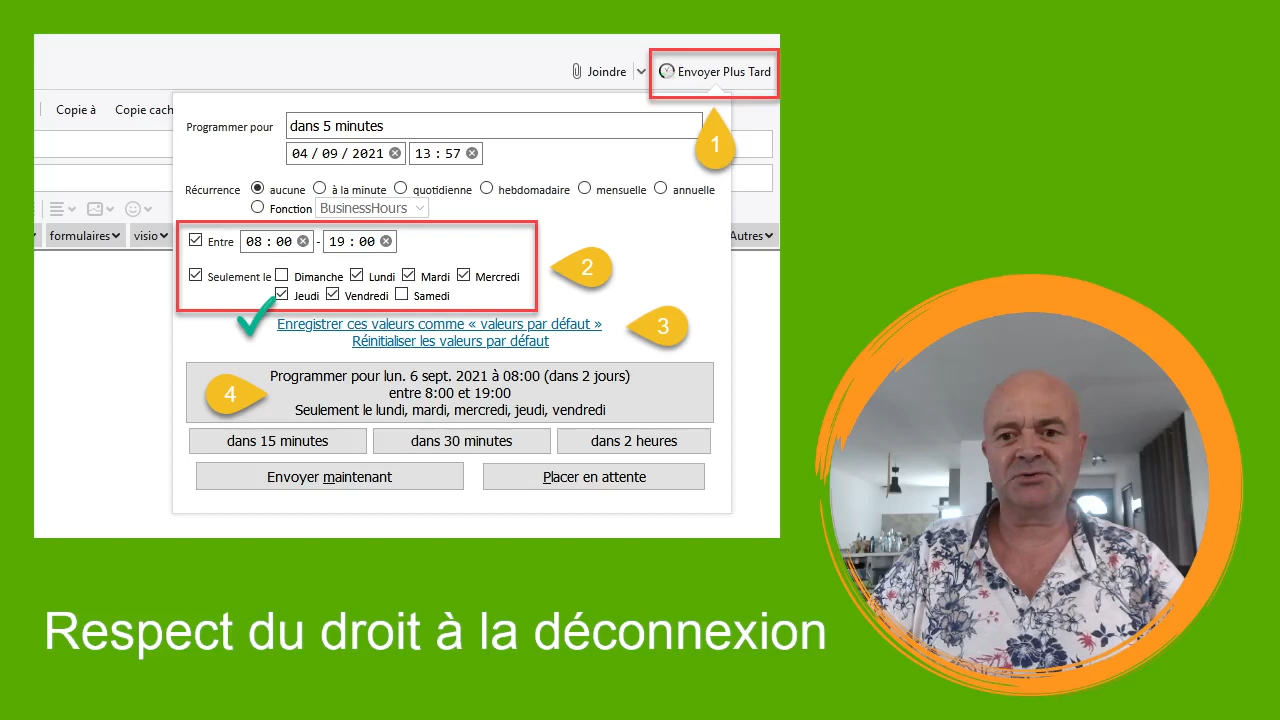 Joindre Envoyer Plus Tard
Copie à Copie cach
1
Programmer pour dans 5 minutes
04 / 09 / 2021 13 : 57
Récurrence aucune à la minute quotidienne hebdomadaire mensuelle annuelle
Fonction BusinessHours
formulaires visio Autres
Entre 08 : 00 - 19 : 00
2
Seulement le Dimanche Lundi Mardi Mercredi
Jeudi Vendredi Samedi
Enregistrer ces valeurs comme « valeurs par défaut »
3
Réinitialiser les valeurs par défaut
4
Programmer pour lun. 6 sept. 2021 à 08:00 (dans 2 jours)
entre 8:00 et 19:00
Seulement le lundi, mardi, mercredi, jeudi, vendredi
dans 15 minutes dans 30 minutes dans 2 heures
Envoyer maintenant Placer en attente
Respect du droit à la déconnexion